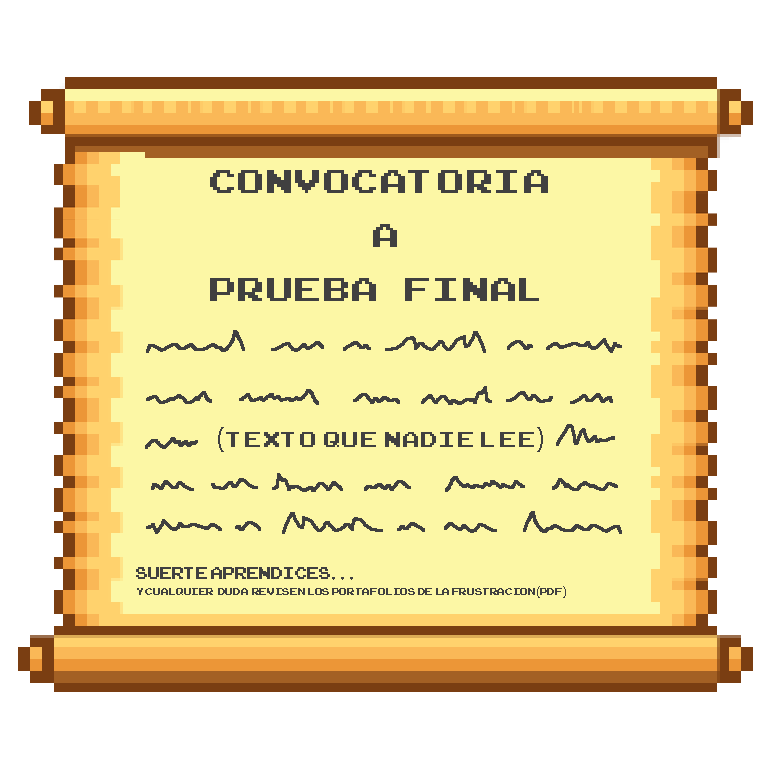 CONVOCATORIA
A
PRUEBA FINAL
(TEXTO QUE NADIE LEE)
SUERTE APRENDICES...
Y CUALQUIER DUDA REVISEN LOS PORTAFOLIOS DE LA FRUSTRACION(PDF)